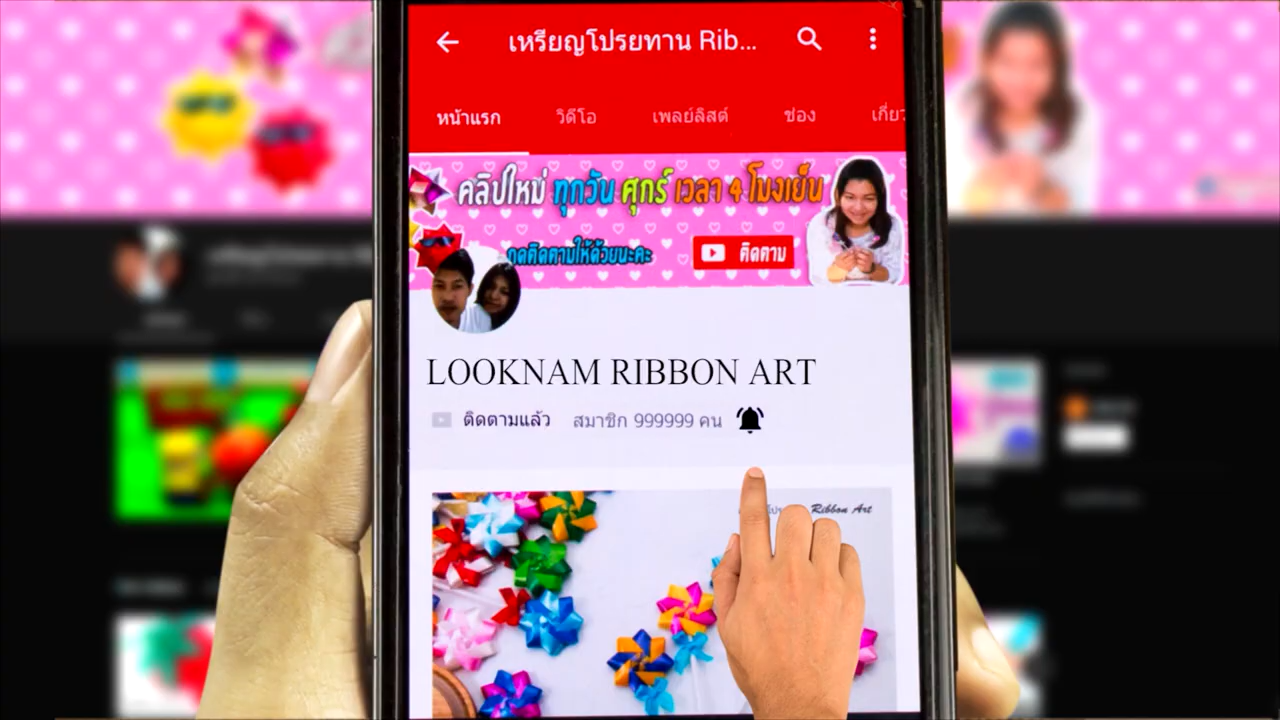 เหรียญโปรยทาน Rib...
หน้าแรก วิดีโอ เพลย์ลิสต์ ช่อง เกี่ยว
คลิปใหม่ ทุกวัน ศุกร์ เวลา 4 โมงเย็น
กดติดตามให้ด้วยนะคะ ติดตาม
LOOKNAM RIBBON ART
ติดตามแล้ว สมาชิก 999999 คน
Ribbon Art